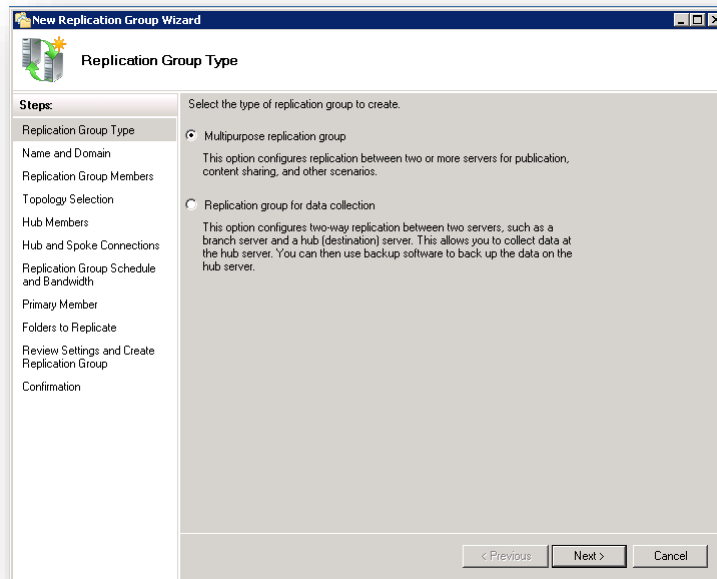 New Replication Group Wizard
Replication Group Type
Steps:
Replication Group Type
Name and Domain
Replication Group Members
Topology Selection
Hub Members
Hub and Spoke Connections
Replication Group Schedule
and Bandwidth
Primary Member
Folders to Replicate
Review Settings and Create
Replication Group
Confirmation
Select the type of replication group to create.
Multipurpose replication group
This option configures replication between two or more servers for publication,
content sharing, and other scenarios.
Replication group for data collection
This option configures two-way replication between two servers, such as a
branch server and a hub (destination) server. This allows you to collect data at
the hub server. You can then use backup software to back up the data on the
hub server.
< Previous
Next >
Cancel